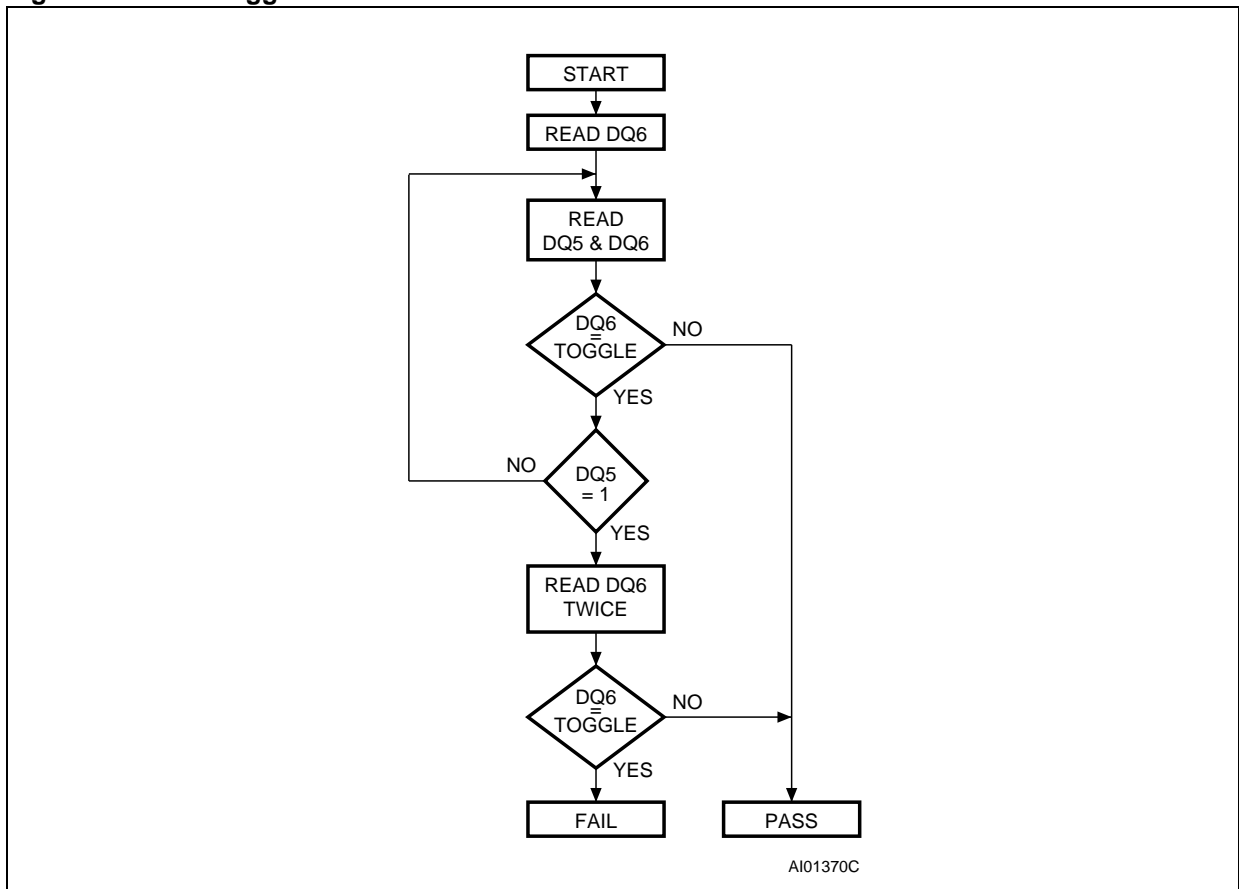 START
READ DQ6
READ
DQ5 & DQ6
DQ6
=
TOGGLE
NO
YES
NO
DQ5
= 1
YES
READ DQ6
TWICE
DQ6
=
TOGGLE
NO
YES
FAIL
PASS
AI01370C